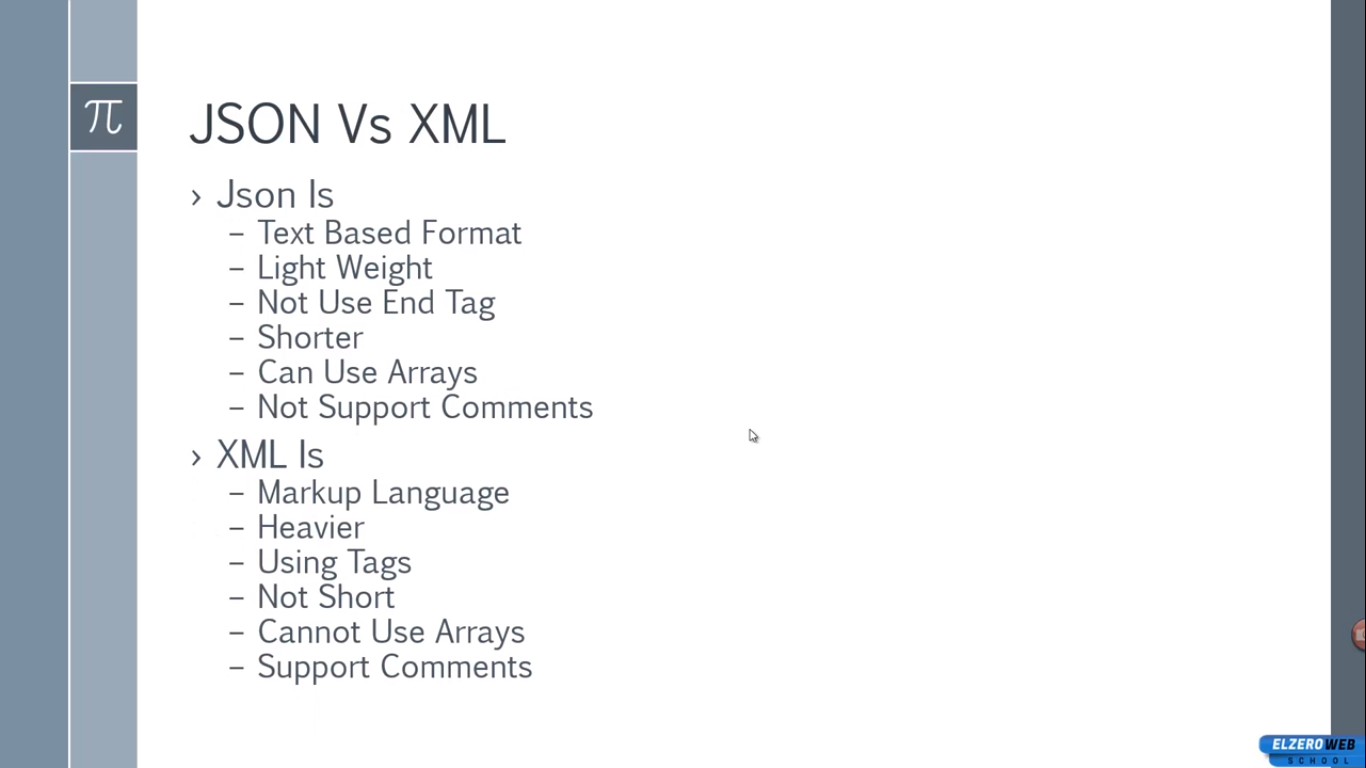 π
JSON Vs XML
› Json Is
– Text Based Format
– Light Weight
– Not Use End Tag
– Shorter
– Can Use Arrays
– Not Support Comments
› XML Is
– Markup Language
– Heavier
– Using Tags
– Not Short
– Cannot Use Arrays
– Support Comments
ELZERO WEB
SCHOOL